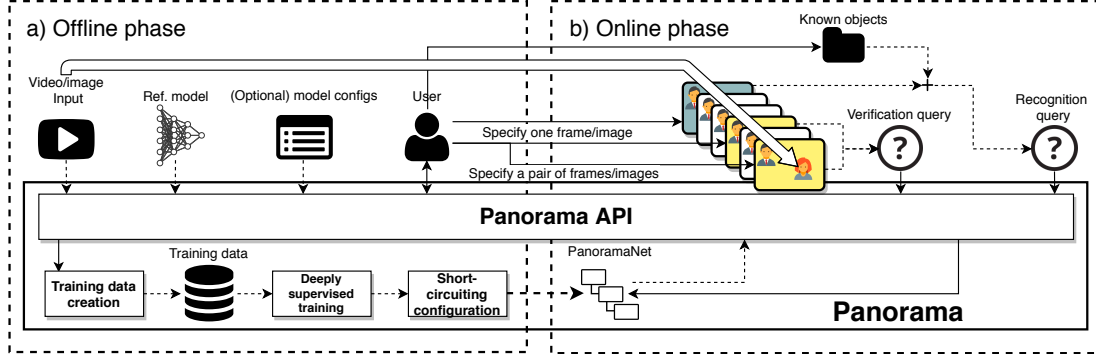 a) Offline phase
b) Online phase
Known objects
Video/image
Input
Ref. model
(Optional) model configs
User
Specify one frame/image
Specify a pair of frames/images
+
Verification query
?
Recognition
query
?
Panorama API
Training data
creation
Training data
Deeply
supervised
training
Short-
circuiting
configuration
PanoramaNet
Panorama